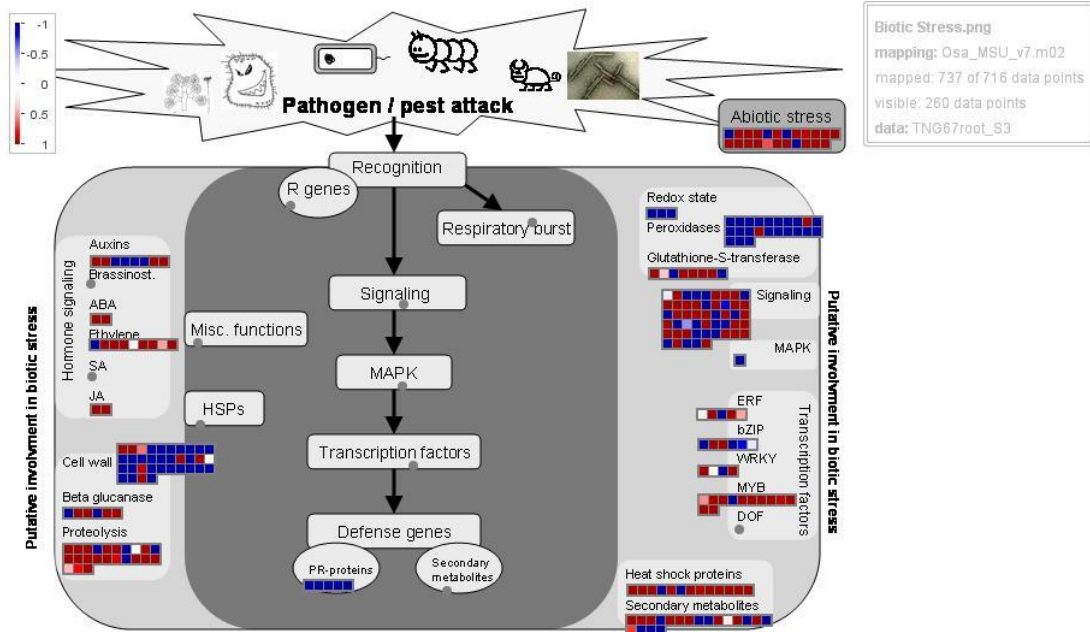 -1
-0.5
0
0.5
1
Pathogen / pest attack
Abiotic stress
Biotic Stress.png
mapping: Osa_MSU_v7.m02
mapped: 737 of 716 data points
visible: 260 data points
data: TNG67root_S3
Recognition
R genes
Respiratory burst
Signaling
Misc. functions
MAPK
HSPs
Transcription factors
Defense genes
PR-proteins
Secondary
metabolites
Putative involvment in biotic stress
Hormone signaling
Auxins
Brassinost.
ABA
Ethylene
SA
JA
Cell wall
Beta glucanase
Proteolysis
Redox state
Peroxidases
Glutathione-S-transferase
Signaling
MAPK
ERF
bZIP
WRKY
MYB
DOF
Transcription factors
Putative involvment in biotic stress
Heat shock proteins
Secondary metabolites